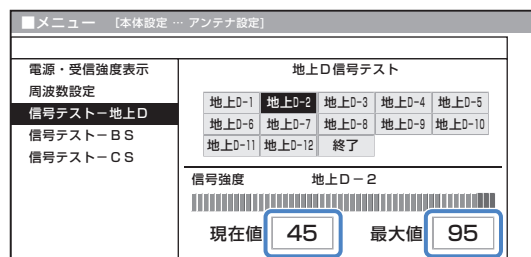 ■メニュー [本体設定 … アンテナ設定]
電源・受信強度表示
周波数設定
信号テスト－地上D
信号テスト－BS
信号テスト－CS
地上D信号テスト
地上D-1 地上D-2 地上D-3 地上D-4 地上D-5
地上D-6 地上D-7 地上D-8 地上D-9 地上D-10
地上D-11 地上D-12 終了
信号強度 地上D－2
現在値 45 最大値 95